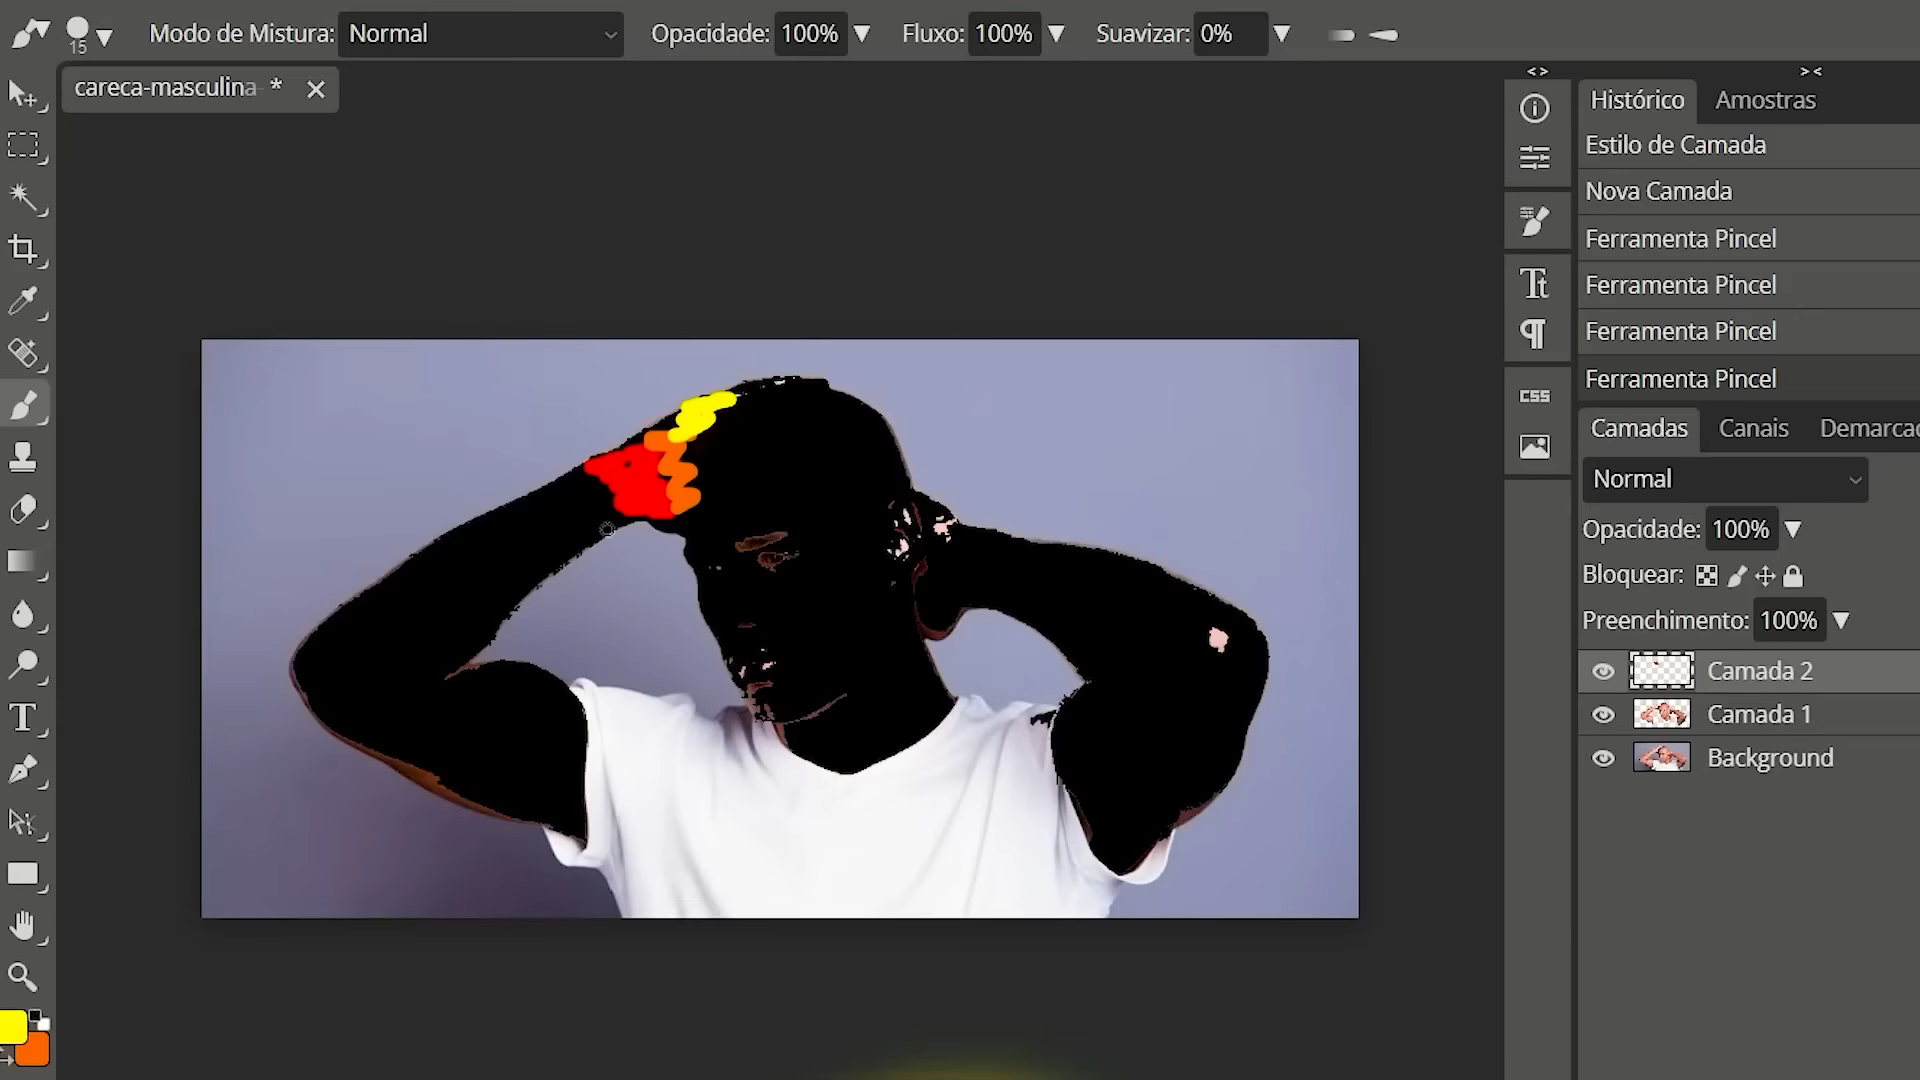 15
Modo de Mistura: Normal
Opacidade: 100%
Fluxo: 100%
Suavizar: 0%
careca-masculina *
Histórico
Amostras
Estilo de Camada
Nova Camada
Ferramenta Pincel
Ferramenta Pincel
Ferramenta Pincel
Ferramenta Pincel
CSS
Camadas
Canais
Demarcaç
Normal
Opacidade: 100%
Bloquear:
Preenchimento: 100%
Camada 2
Camada 1
Background